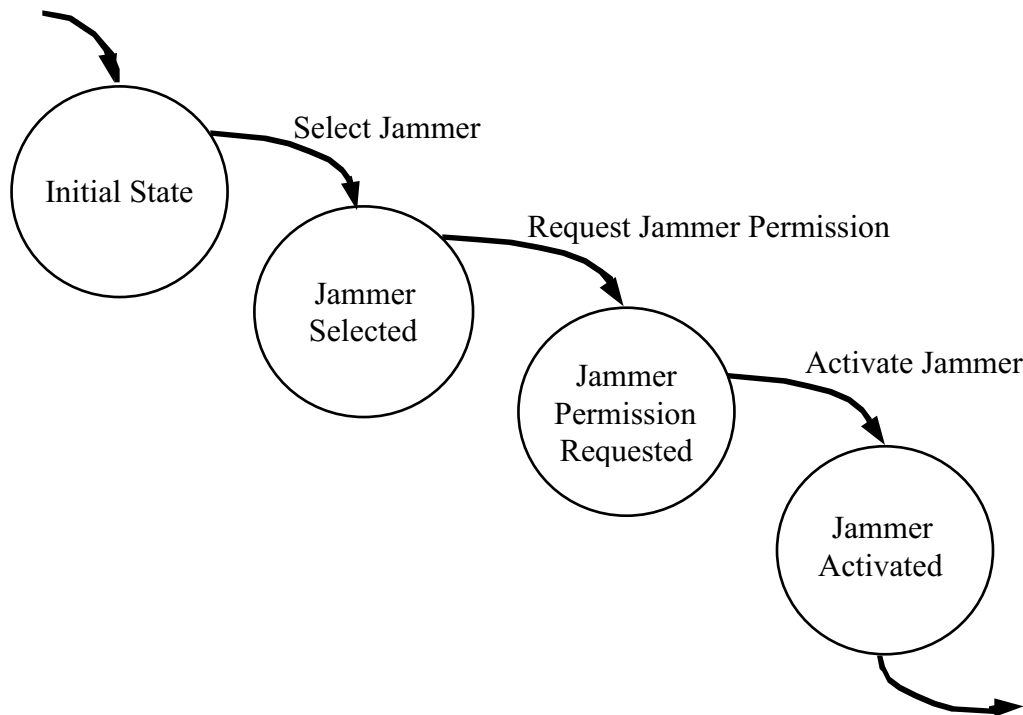 Select Jammer
Initial State
Request Jammer Permission
Jammer
Selected
Activate Jammer
Jammer
Permission
Requested
Jammer
Activated